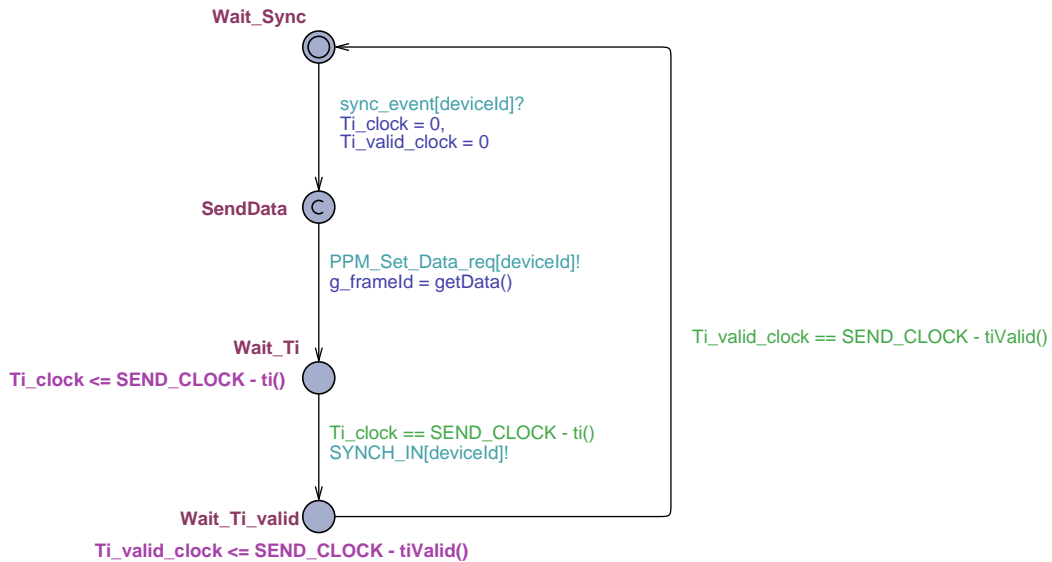 Wait_Sync
sync_event[deviceId]?
Ti_clock = 0,
Ti_valid_clock = 0
SendData
C
PPM_Set_Data_req[deviceId]!
g_frameId = getData()
Ti_valid_clock == SEND_CLOCK - tiValid()
Wait_Ti
Ti_clock <= SEND_CLOCK - ti()
Ti_clock == SEND_CLOCK - ti()
SYNCH_IN[deviceId]!
Wait_Ti_valid
Ti_valid_clock <= SEND_CLOCK - tiValid()